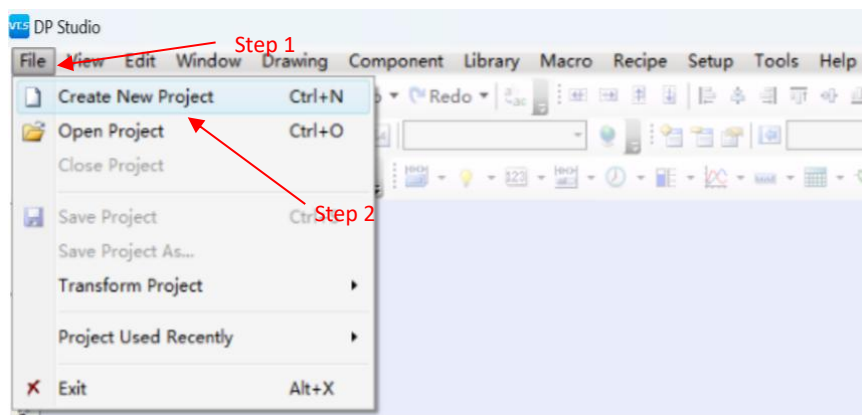 VT5 DP Studio
Step 1
File View Edit Window Drawing Component Library Macro Recipe Setup Tools Help
Create New Project Ctrl+N
Redo
Open Project Ctrl+O
Close Project
Step 2
Save Project
Save Project As...
Transform Project
Project Used Recently
Exit Alt+X